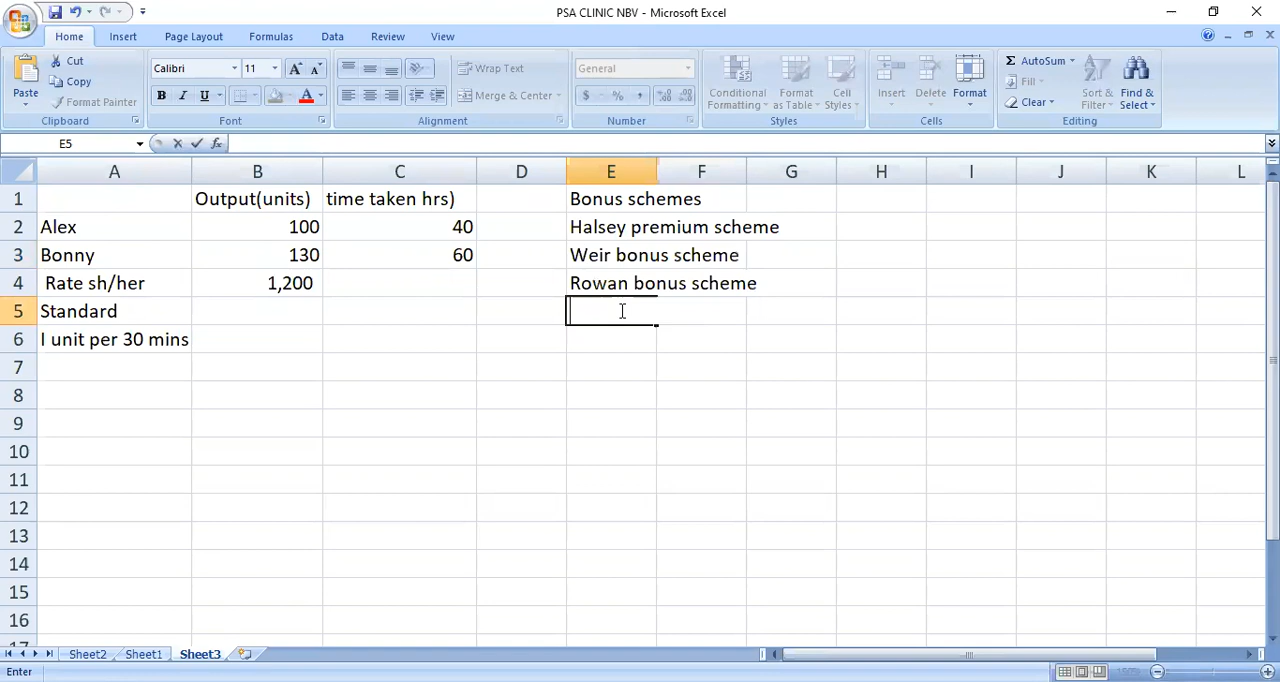 PSA CLINIC NBV - Microsoft Excel
Home Insert Page Layout Formulas Data Review View
Paste Cut Copy Format Painter Clipboard
Calibri 11 A A B I U A Font
Wrap Text Merge & Center Alignment
General $ % , Number
Conditional Formatting Format as Table Cell Styles Styles
Insert Delete Format Cells
Σ AutoSum Fill Clear Sort & Filter Find & Select Editing
E5 fx
A B C D E F G H I J K L
1 Output(units) time taken hrs) Bonus schemes
2 Alex 100 40 Halsey premium scheme
3 Bonny 130 60 Weir bonus scheme
4 Rate sh/her 1,200 Rowan bonus scheme
5 Standard
6 I unit per 30 mins
7
8
9
10
11
12
13
14
15
16
17
Sheet2 Sheet1 Sheet3
Enter